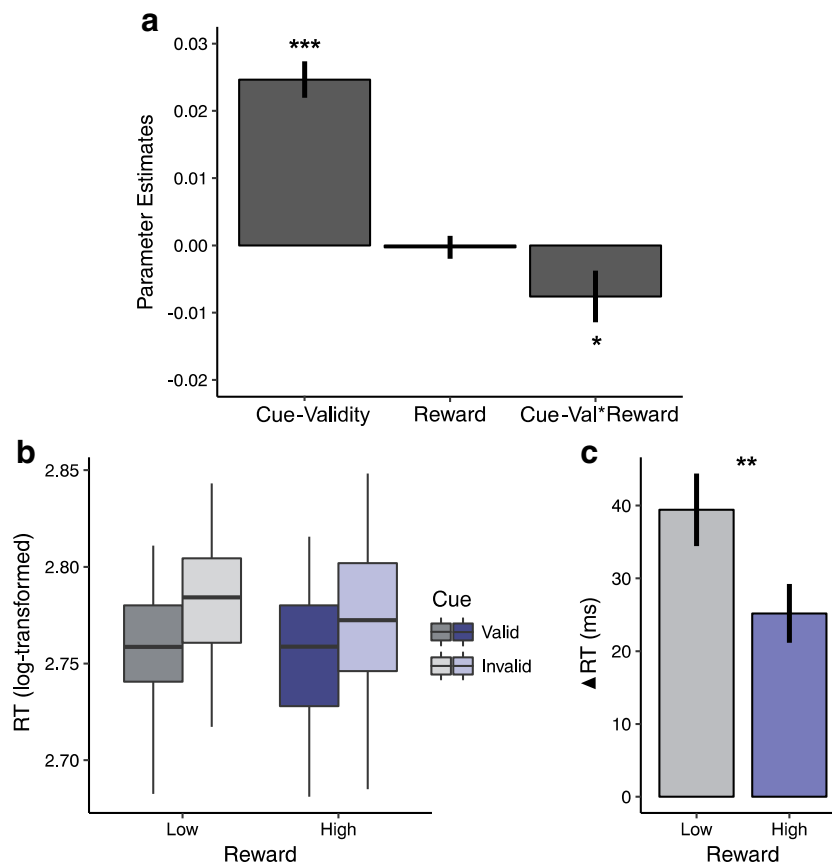 a
***
0.03
0.02
0.01
0.00
-0.01
-0.02
*
Parameter Estimates
Cue-Validity Reward Cue-Val*Reward
b
2.85
2.80
2.75
2.70
RT (log-transformed)
Low High
Reward
Cue
Valid
Invalid
c
**
40
30
20
10
0
▲RT (ms)
Low High
Reward